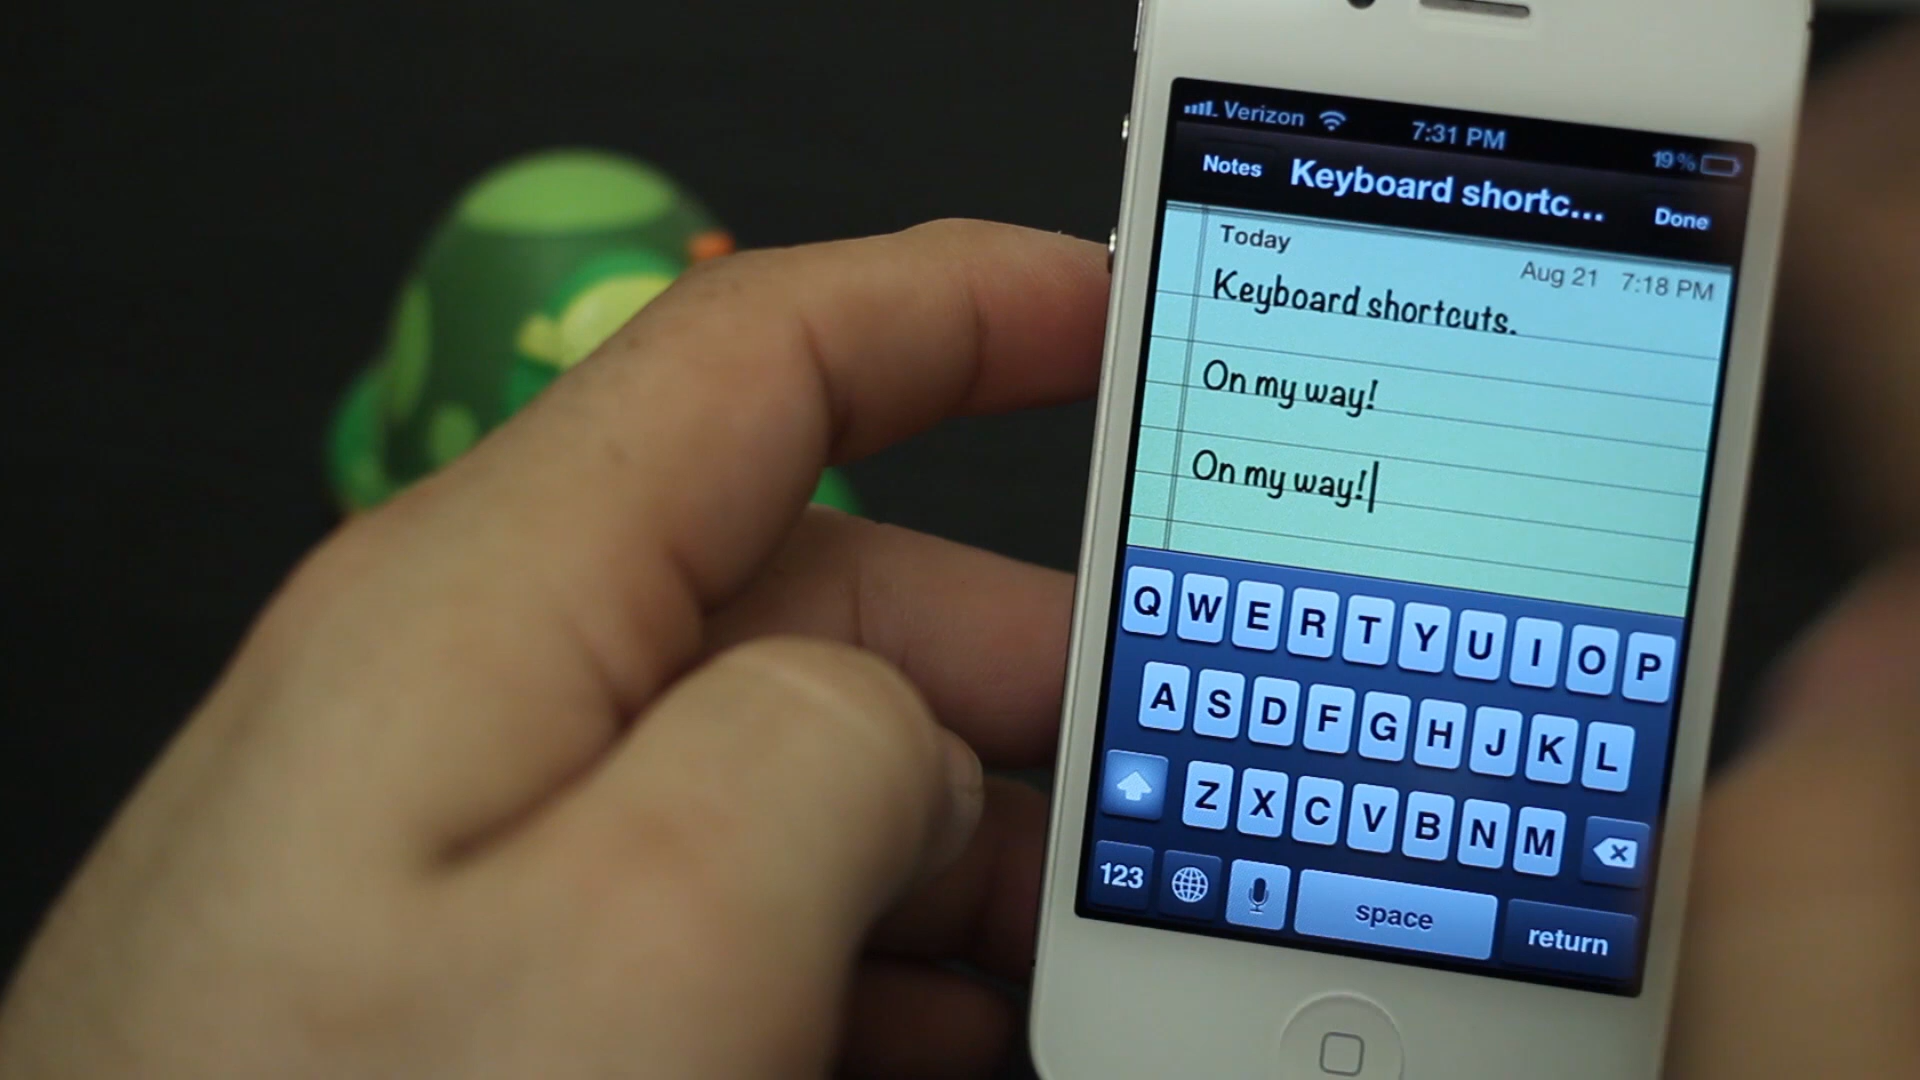 Verizon 7:31 PM 19%
Notes Keyboard shortc... Done
Today Aug 21 7:18 PM
Keyboard shortcuts.
On my way!
On my way!
Q W E R T Y U I O P
A S D F G H J K L
Z X C V B N M
123 space return